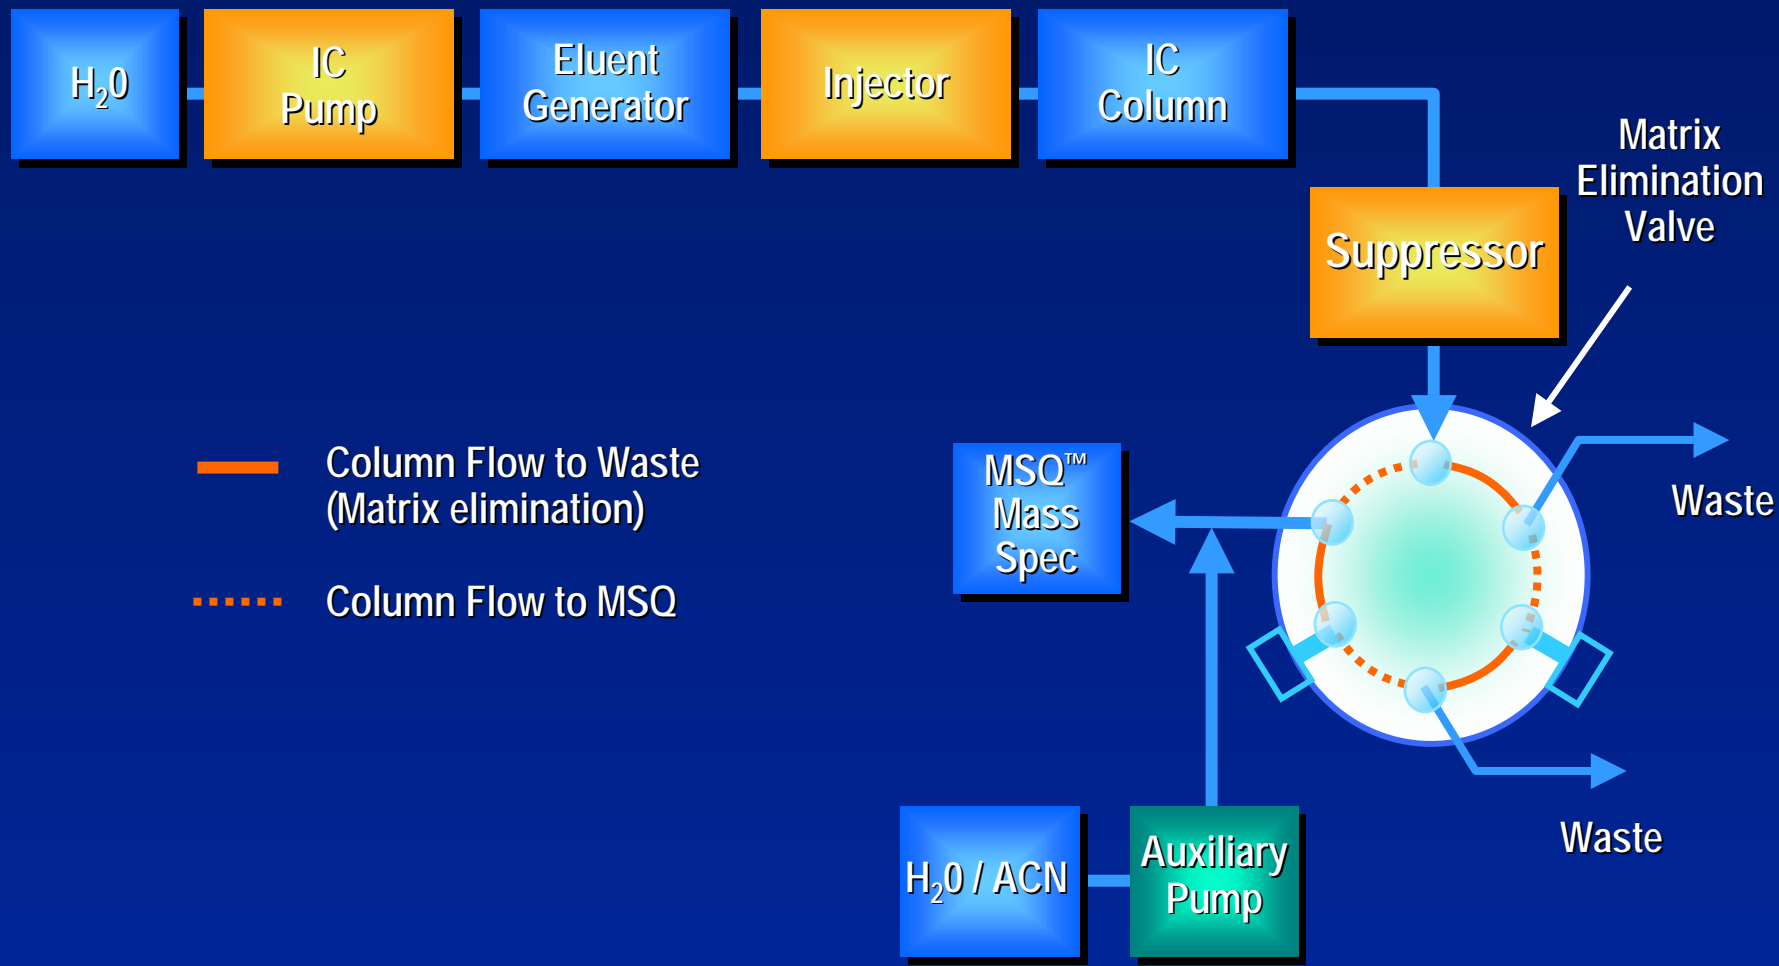 H₂0
IC
Pump
Eluent
Generator
Injector
IC
Column
Matrix
Elimination
Valve
Suppressor
Column Flow to Waste
(Matrix elimination)
Column Flow to MSQ
MSQ™
Mass
Spec
Waste
Waste
H₂0 / ACN
Auxiliary
Pump